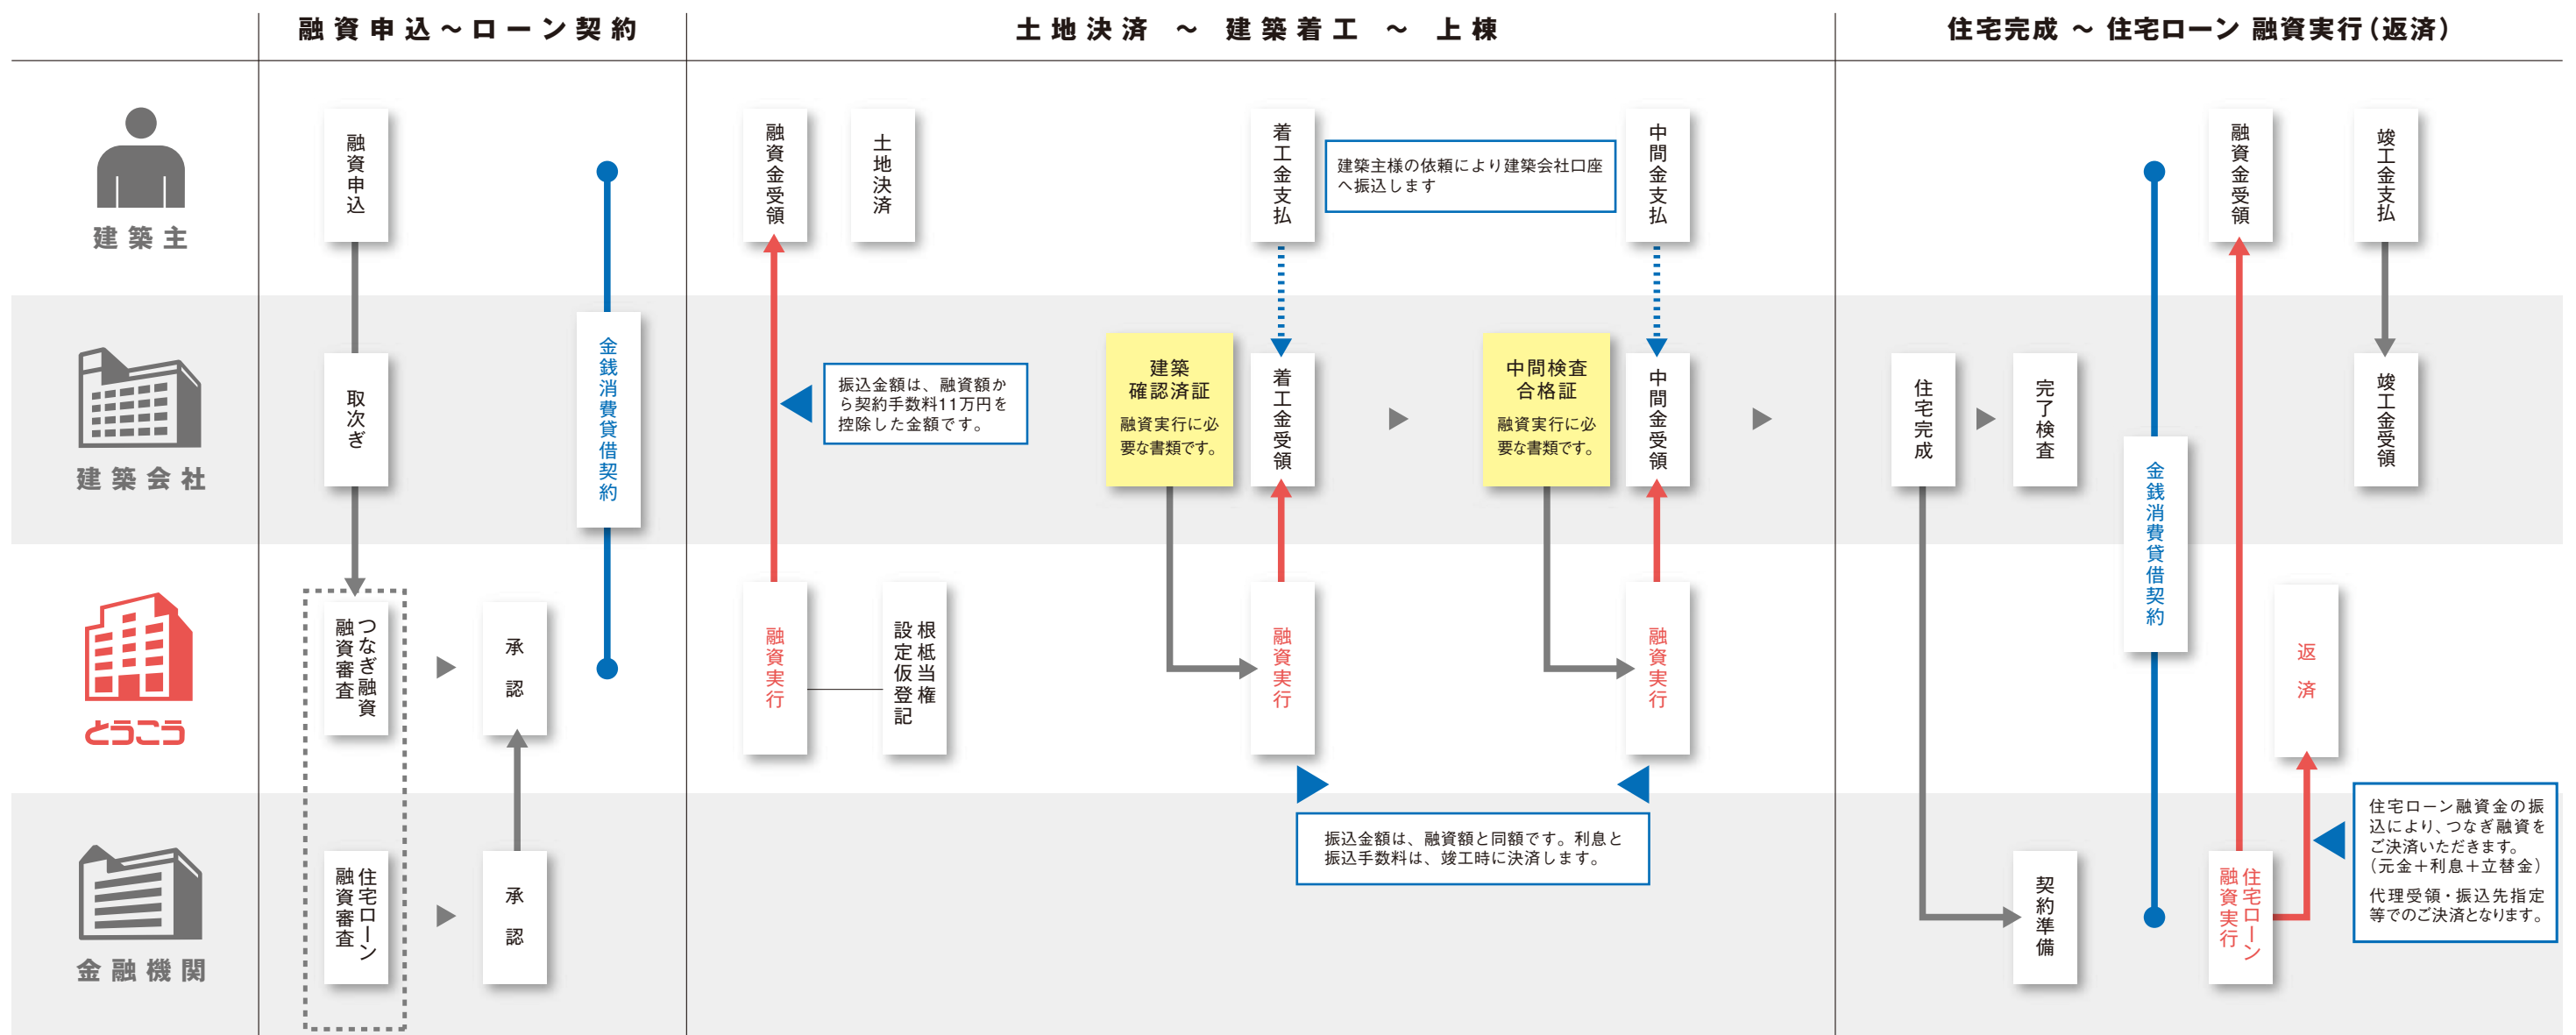 融資申込～ローン契約
土地決済 ～ 建築着工 ～ 上棟
住宅完成 ～ 住宅ローン 融資実行(返済)
建築主
融資申込
融資金受領
土地決済
着工金支払
建築主様の依頼により建築会社口座
へ振込します
中間金支払
融資金受領
竣工金支払
建築会社
取次ぎ
金銭消費貸借契約
振込金額は、融資額か
ら契約手数料11万円を
控除した金額です。
建築
確認済証
融資実行に必
要な書類です。
着工金受領
中間検査
合格証
融資実行に必
要な書類です。
中間金受領
住宅完成
完了検査
金銭消費貸借契約
竣工金受領
とうこう
つなぎ融資
融資審査
承認
融資実行
根柢当権
設定仮登記
融資実行
融資実行
返済
金融機関
住宅ローン
融資審査
承認
振込金額は、融資額と同額です。利息と
振込手数料は、竣工時に決済します。
契約準備
住宅ローン
融資実行
住宅ローン融資金の振
込により、つなぎ融資を
ご決済いただきます。
(元金＋利息＋立替金)
代理受領・振込先指定
等でのご決済となります。